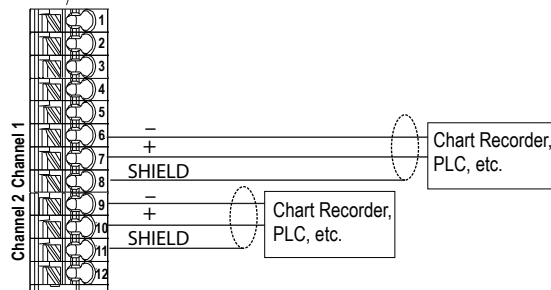 1
2
3
4
5
6
7
8
9
10
11
12
Channel 1
Channel 2
–
+
SHIELD
Chart Recorder,
PLC, etc.
–
+
SHIELD
Chart Recorder,
PLC, etc.